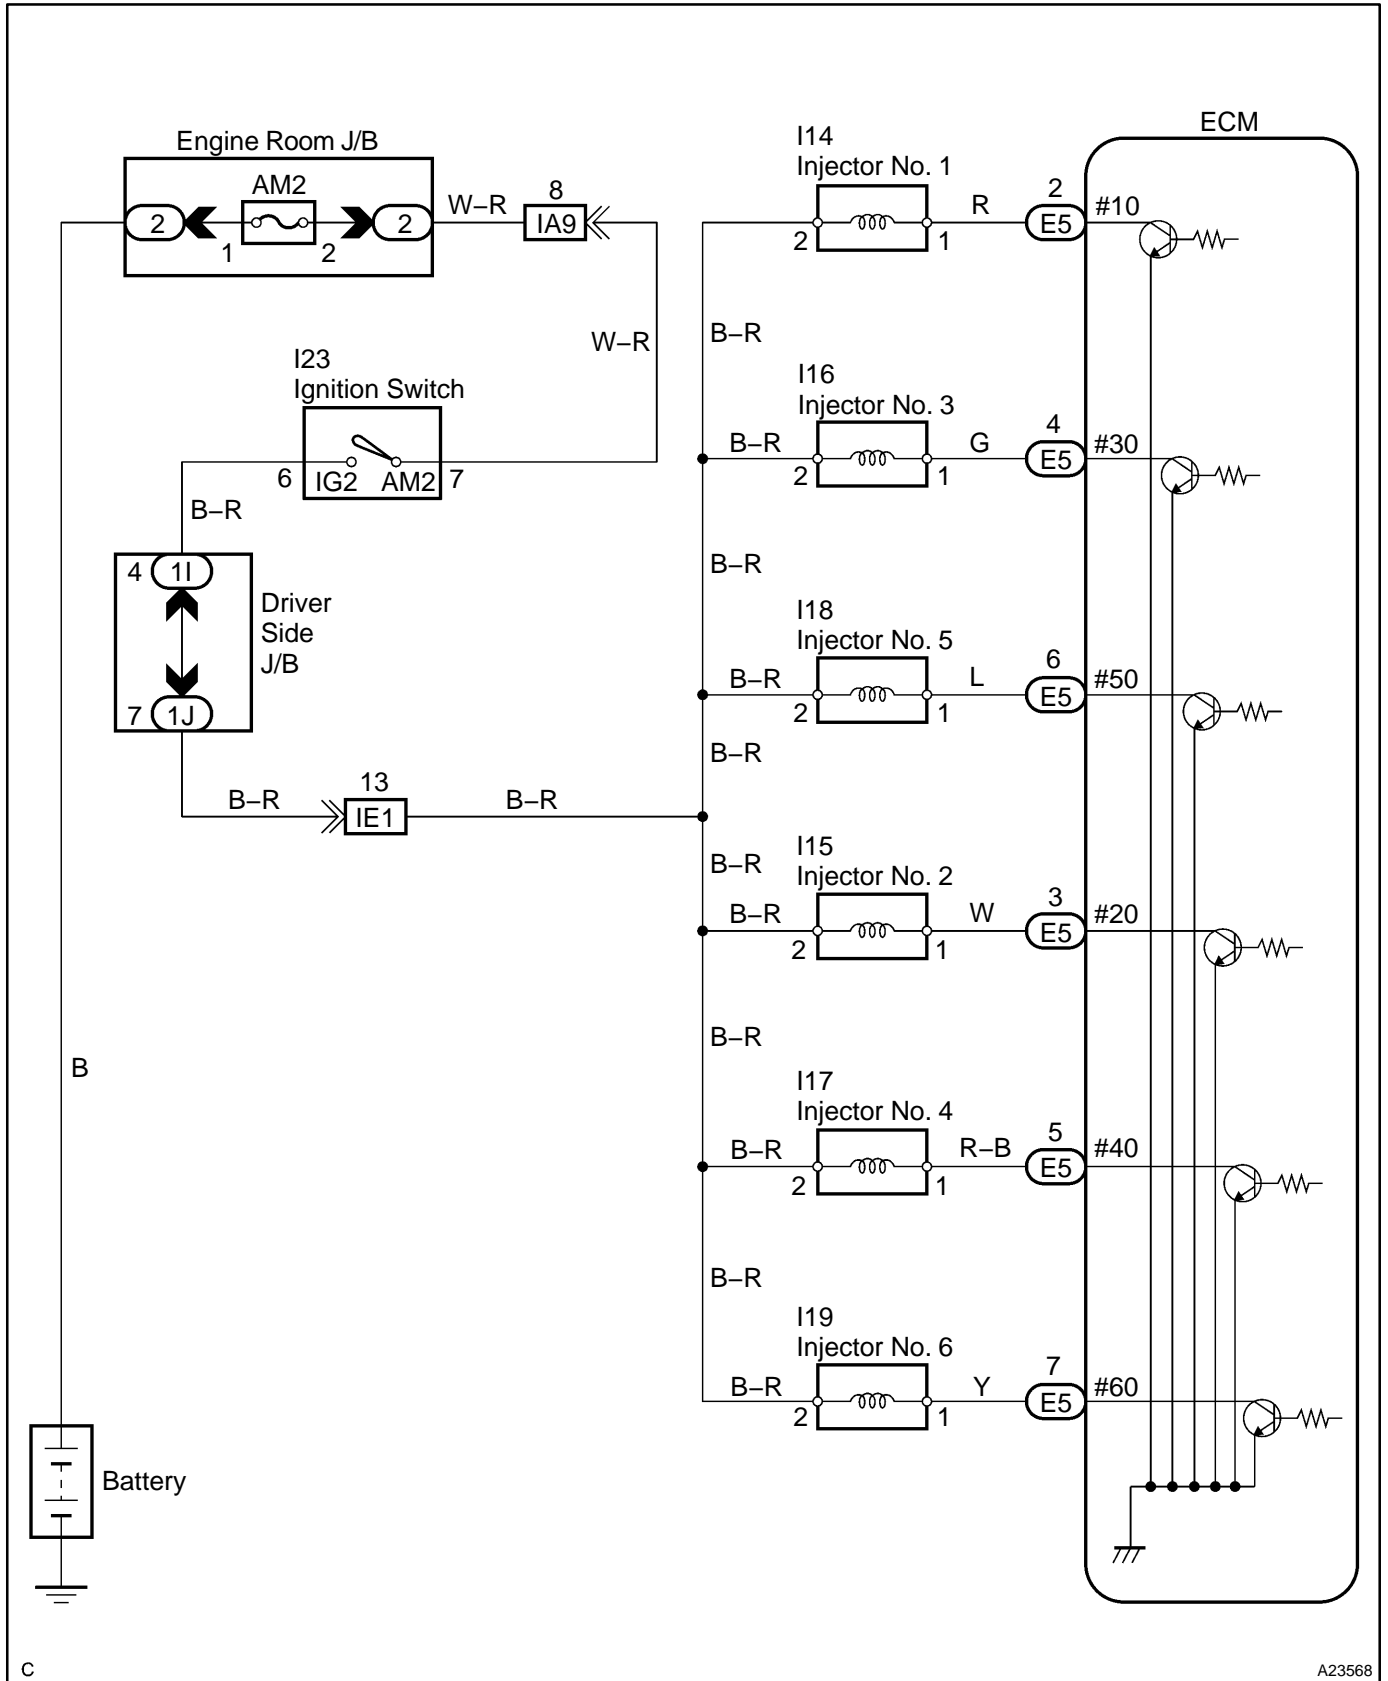 ECM
Engine Room J/B
AM2
2
2
1
2
W–R
8
IA9
W–R
I23
Ignition Switch
6
IG2
AM2
7
B–R
4
1I
Driver
Side
J/B
7
1J
B–R
13
IE1
B–R
B
Battery
I14
Injector No. 1
2
1
R
2
E5
#10
B–R
I16
Injector No. 3
B–R
2
1
G
4
E5
#30
B–R
I18
Injector No. 5
B–R
2
1
L
6
E5
#50
B–R
B–R
I15
Injector No. 2
B–R
2
1
W
3
E5
#20
B–R
I17
Injector No. 4
B–R
2
1
R–B
5
E5
#40
B–R
I19
Injector No. 6
B–R
2
1
Y
7
E5
#60
C
A23568